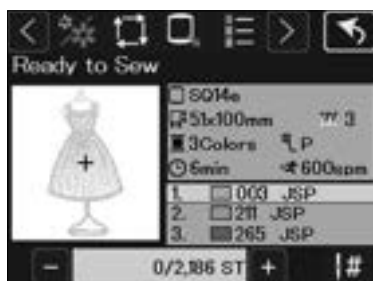 Ready to Sew
SQ14e
51x100mm 3
3Colors P
6min 600spm
1. 003 JSP
2. 211 JSP
3. 265 JSP
- 0/2,186 ST + #